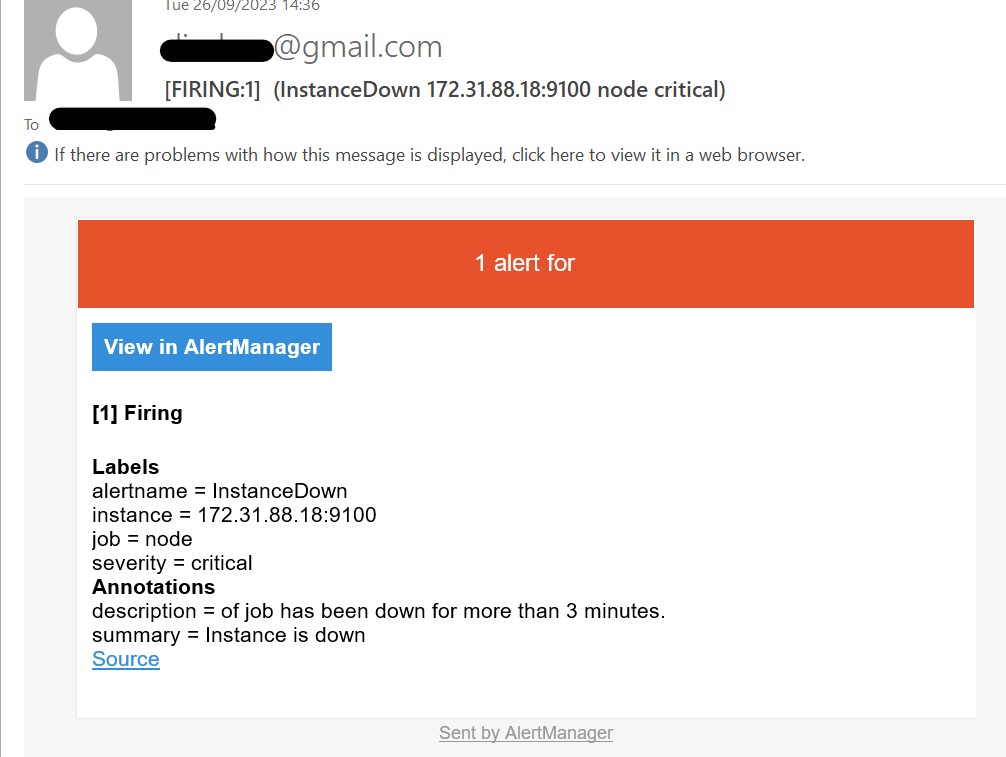 Tue 26/09/2023 14:36
@gmail.com
[FIRING:1] (InstanceDown 172.31.88.18:9100 node critical)
To
i If there are problems with how this message is displayed, click here to view it in a web browser.
1 alert for
View in AlertManager
[1] Firing
Labels
alertname = InstanceDown
instance = 172.31.88.18:9100
job = node
severity = critical
Annotations
description = of job has been down for more than 3 minutes.
summary = Instance is down
Source
Sent by AlertManager